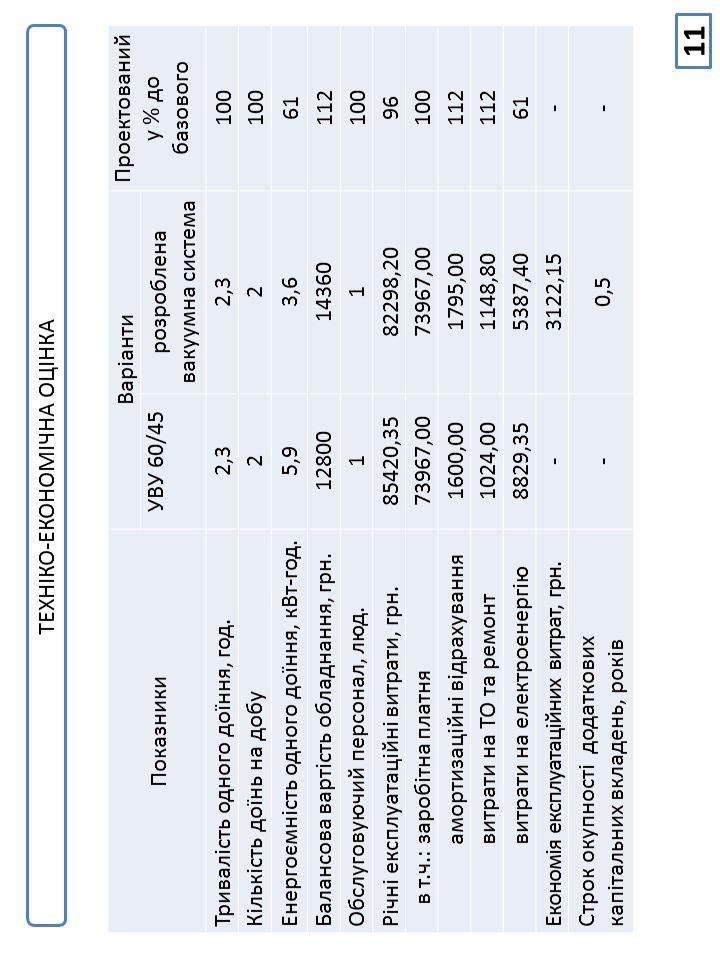 ТЕХНІКО-ЕКОНОМІЧНА ОЦІНКА
Показники Варіанти Проектований у % до базового
УВУ 60/45 розроблена вакуумна система
Тривалість одного доїння, год. 2,3 2,3 100
Кількість доїнь на добу 2 2 100
Енергоємність одного доїння, кВт-год. 5,9 3,6 61
Балансова вартість обладнання, грн. 12800 14360 112
Обслуговуючий персонал, люд. 1 1 100
Річні експлуатаційні витрати, грн. 85420,35 82298,20 96
в т.ч.: заробітна платня 73967,00 73967,00 100
амортизаційні відрахування 1600,00 1795,00 112
витрати на ТО та ремонт 1024,00 1148,80 112
витрати на електроенергію 8829,35 5387,40 61
Економія експлуатаційних витрат, грн. - 3122,15 -
Строк окупності додаткових
капітальних вкладень, років - 0,5 -
11